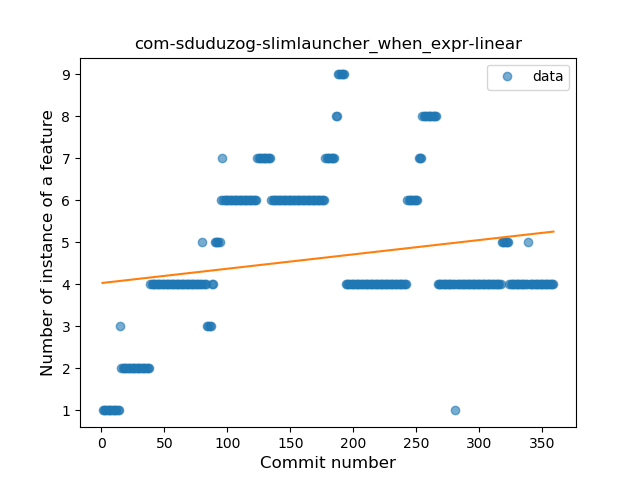 com-sduduzog-slimlauncher_when_expr-linear
data
Number of instance of a feature
9
8
7
6
5
4
3
2
1
0 50 100 150 200 250 300 350
Commit number